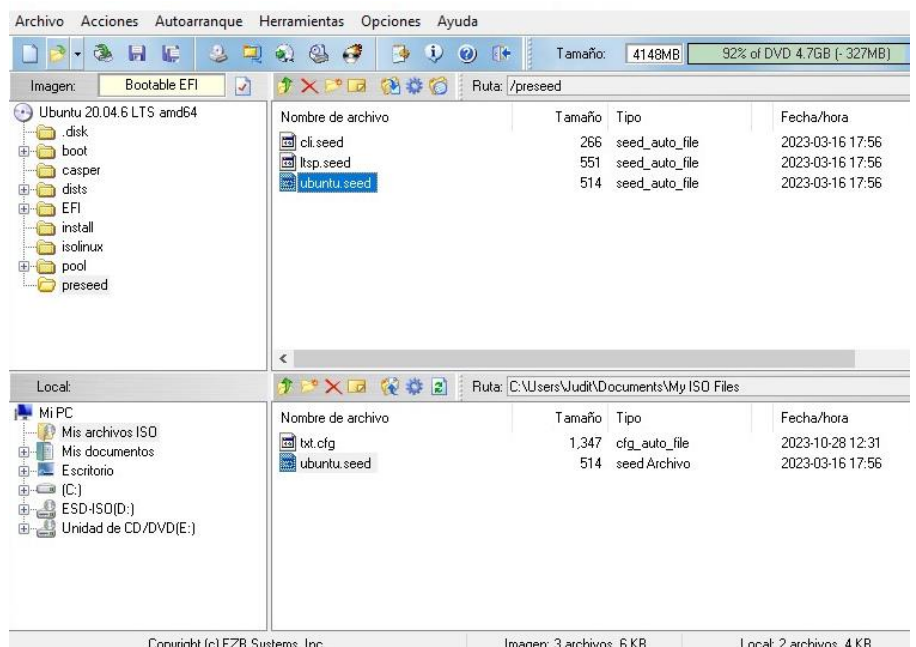 Archivo Acciones Autoarranque Herramientas Opciones Ayuda
Tamaño: 4148MB 92% of DVD 4.7GB (- 327MB)
Imagen: Bootable EFI Ruta: /preseed
Ubuntu 20.04.6 LTS amd64
.disk
boot
casper
dists
EFI
install
isolinux
pool
preseed
Nombre de archivo Tamaño Tipo Fecha/hora
cli.seed 266 seed_auto_file 2023-03-16 17:56
ltsp.seed 551 seed_auto_file 2023-03-16 17:56
ubuntu.seed 514 seed_auto_file 2023-03-16 17:56
Local: Ruta: C:\Users\Judit\Documents\My ISO Files
Mi PC
Mis archivos ISO
Mis documentos
Escritorio
(C:)
ESD-ISO(D:)
Unidad de CD/DVD(E:)
Nombre de archivo Tamaño Tipo Fecha/hora
txt.cfg 1,347 cfg_auto_file 2023-10-28 12:31
ubuntu.seed 514 seed Archivo 2023-03-16 17:56
Copyright (c) EZB Systems, Inc. Imagen: 3 archivos, 6 KB Local: 2 archivos, 4 KB